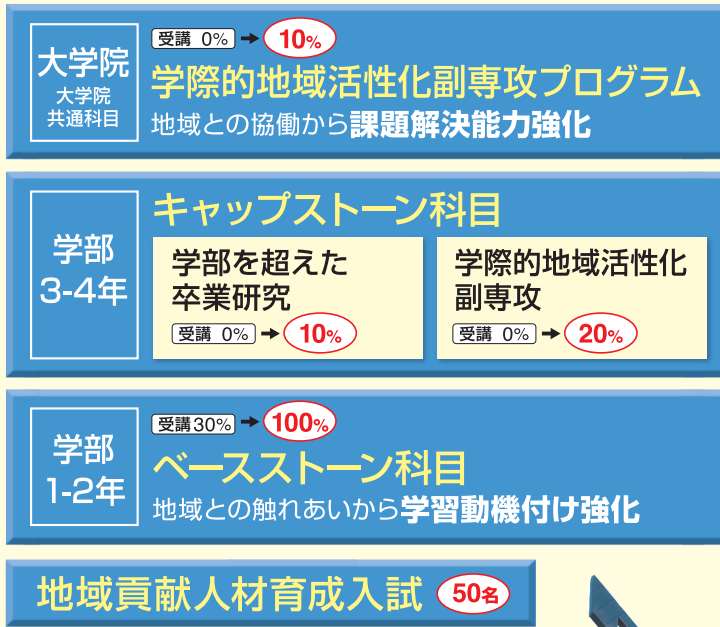 大学院
大学院
共通科目
受講 0% → 10%
学際的地域活性化副専攻プログラム
地域との協働から課題解決能力強化
学部
3-4年
キャップストーン科目
学部を超えた
卒業研究
受講 0% → 10%
学際的地域活性化
副専攻
受講 0% → 20%
学部
1-2年
受講30% → 100%
ベースストーン科目
地域との触れあいから学習動機付け強化
地域貢献人材育成入試 50名